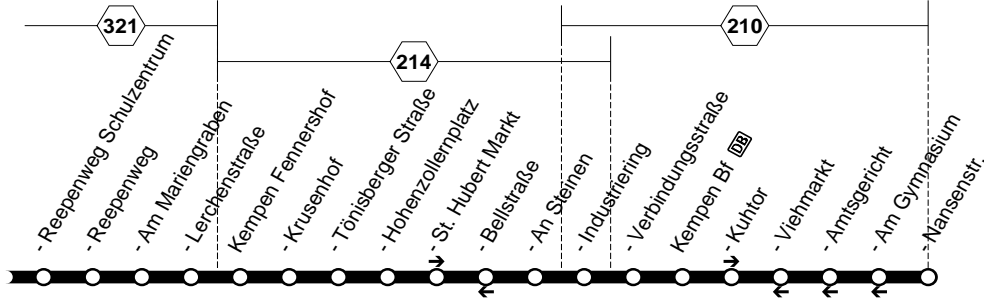 321
210
214
- Reepenweg Schulzentrum
- Reepenweg
- Am Mariengraben
- Lerchenstraße
Kempen Fennershof
- Krusenhof
- Tönisberger Straße
- Hohenzollernplatz
- St. Hubert Markt
- Bellstraße
- An Steinen
- Industriering
- Verbindungsstraße
Kempen Bf DB
- Kuhtor
- Viehmarkt
- Amtsgericht
- Am Gymnasium
- Nansenstr.